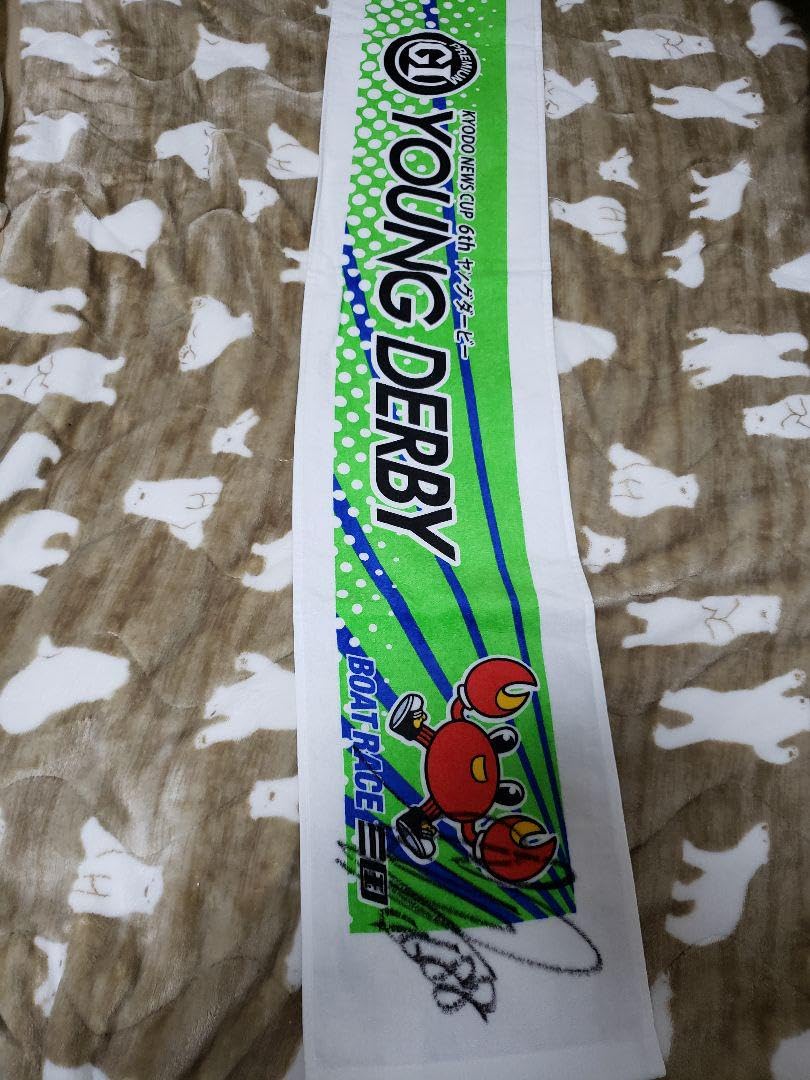 PREMIUM
GI
KYODO NEWS CUP 6th ヤングダービー
YOUNG DERBY
BOAT RACE 三国